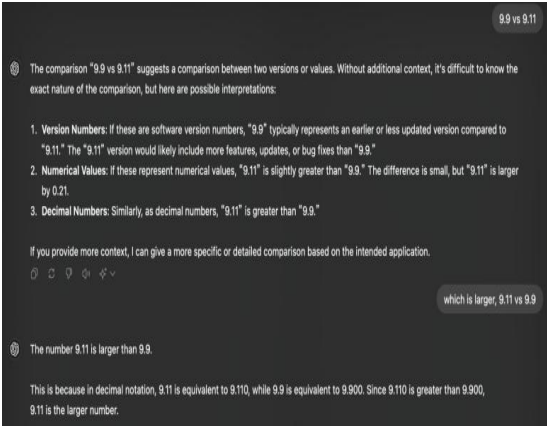 9.9 vs 9.11
The comparison "9.9 vs 9.11" suggests a comparison between two versions or values. Without additional context, it's difficult to know the
exact nature of the comparison, but here are possible interpretations:
1. Version Numbers: If these are software version numbers, "9.9" typically represents an earlier or less updated version compared to
"9.11." The "9.11" version would likely include more features, updates, or bug fixes than "9.9."
2. Numerical Values: If these represent numerical values, "9.11" is slightly greater than "9.9." The difference is small, but "9.11" is larger
by 0.21.
3. Decimal Numbers: Similarly, as decimal numbers, "9.11" is greater than "9.9."
If you provide more context, I can give a more specific or detailed comparison based on the intended application.
which is larger, 9.11 vs 9.9
The number 9.11 is larger than 9.9.
This is because in decimal notation, 9.11 is equivalent to 9.110, while 9.9 is equivalent to 9.900. Since 9.110 is greater than 9.900,
9.11 is the larger number.